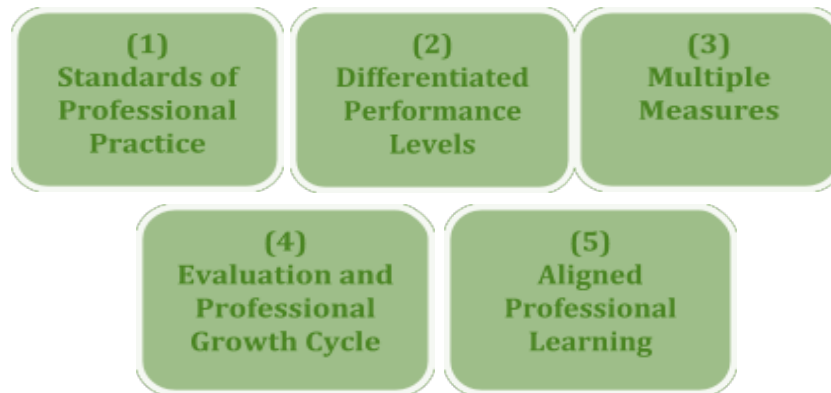 (1)
Standards of
Professional
Practice
(2)
Differentiated
Performance
Levels
(3)
Multiple
Measures
(4)
Evaluation and
Professional
Growth Cycle
(5)
Aligned
Professional
Learning